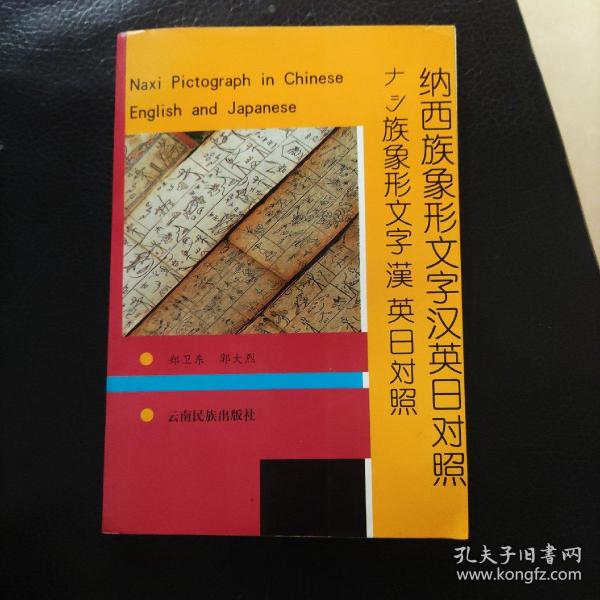 Naxi Pictograph in Chinese
English and Japanese
纳西族象形文字汉英日对照
ナシ族象形文字 漢 英日対照
郑卫东 郭大烈
云南民族出版社
孔夫子旧书网
www.kongfz.com